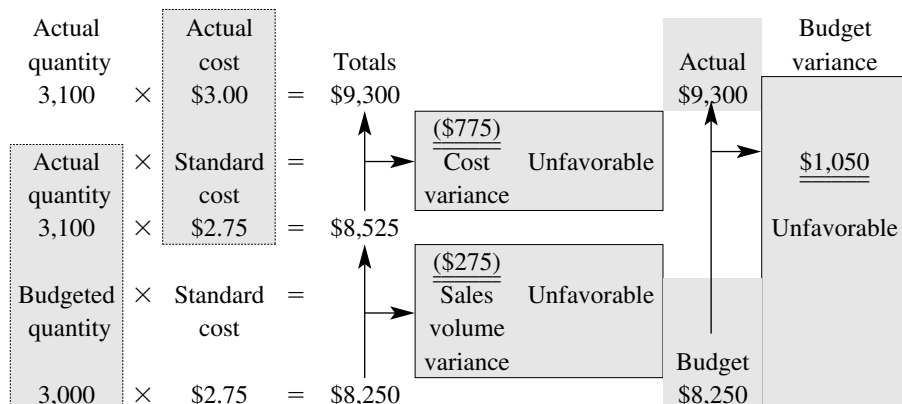 Actual Actual Budget
quantity cost Totals Actual variance
3,100 × $3.00 = $9,300 $9,300
($775)
Actual × Standard = Cost Unfavorable $1,050
quantity cost variance
3,100 × $2.75 = $8,525 Unfavorable
($275)
Budgeted × Standard = Sales Unfavorable
quantity cost volume
variance Budget
3,000 × $2.75 = $8,250 $8,250